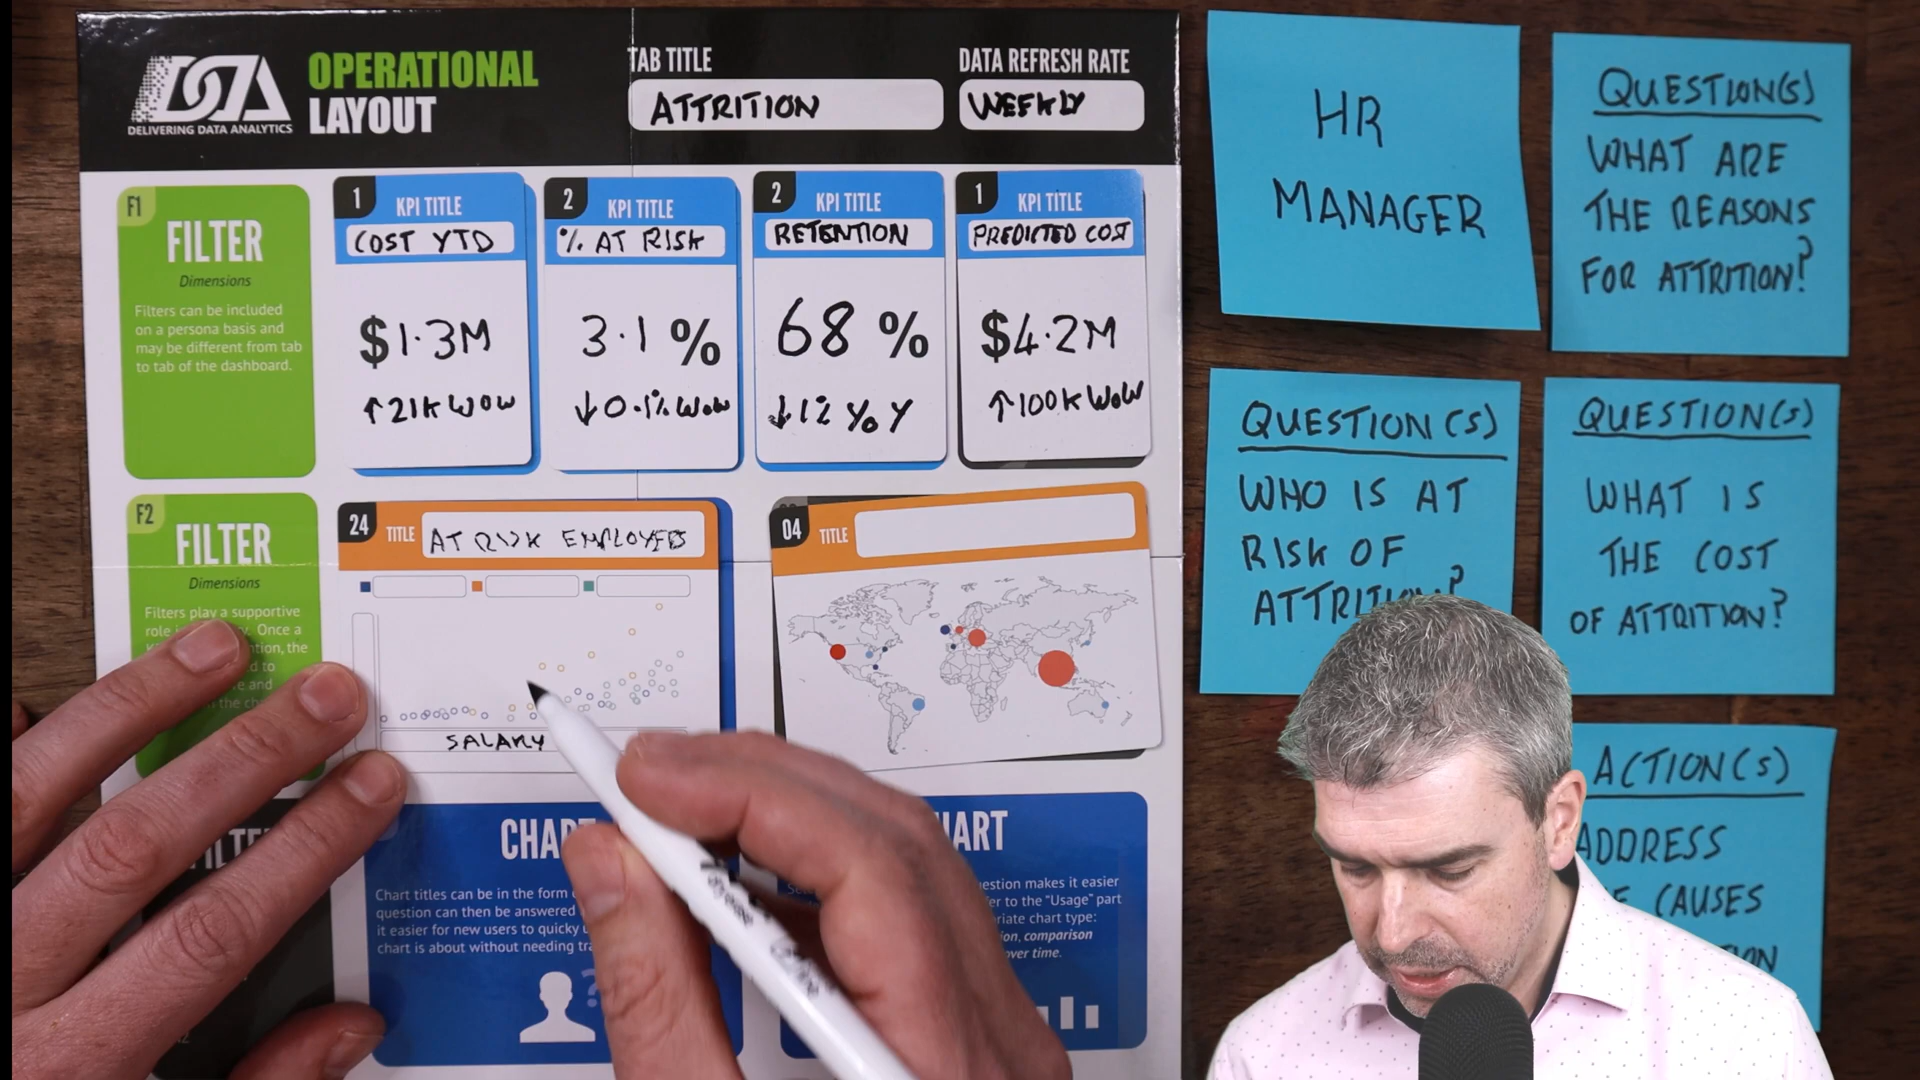 DELIVERING DATA ANALYTICS
OPERATIONAL
LAYOUT
TAB TITLE
ATTRITION
DATA REFRESH RATE
WEEKLY
F1
FILTER
Dimensions
Filters can be included
on a persona basis and
may be different from tab
to tab of the dashboard.
1
KPI TITLE
COST YTD
$1.3M
↑21K WOW
2
KPI TITLE
% AT RISK
3.1 %
↓0.1% WOW
2
KPI TITLE
RETENTION
68 %
↓12 YOY
1
KPI TITLE
PREDICTED COST
$4.2M
↑100K WOW
F2
FILTER
Dimensions
Filters play a supportive
Once a
the
and
24
TITLE
AT RISK EMPLOYEES
SALARY
04
TITLE
Chart titles can be in the form
question can then be answered
it easier for new users to quicky
chart is about without needing
makes it easier
to the "Usage" part
chart type:
comparison
over time.
HR
MANAGER
QUESTION(S)
WHAT ARE
THE REASONS
FOR ATTRITION?
QUESTION(S)
WHO IS AT
RISK OF
ATTRITION?
QUESTION(S)
WHAT IS
THE COST
OF ATTRITION?
ACTION(S)
ADDRESS
CAUSES